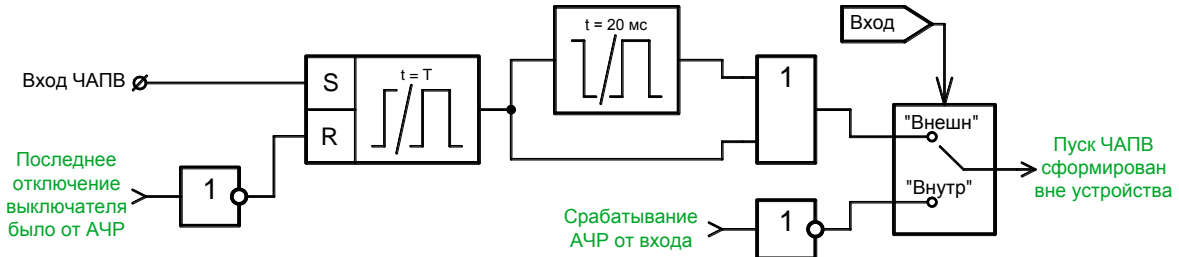 t = 20 мс
Вход
Вход ЧАПВ
S
t = T
R
1
"Внешн"
Последнее
отключение
выключателя
было от АЧР
1
Пуск ЧАПВ
сформирован
вне устройства
"Внутр"
Срабатывание
АЧР от входа
1